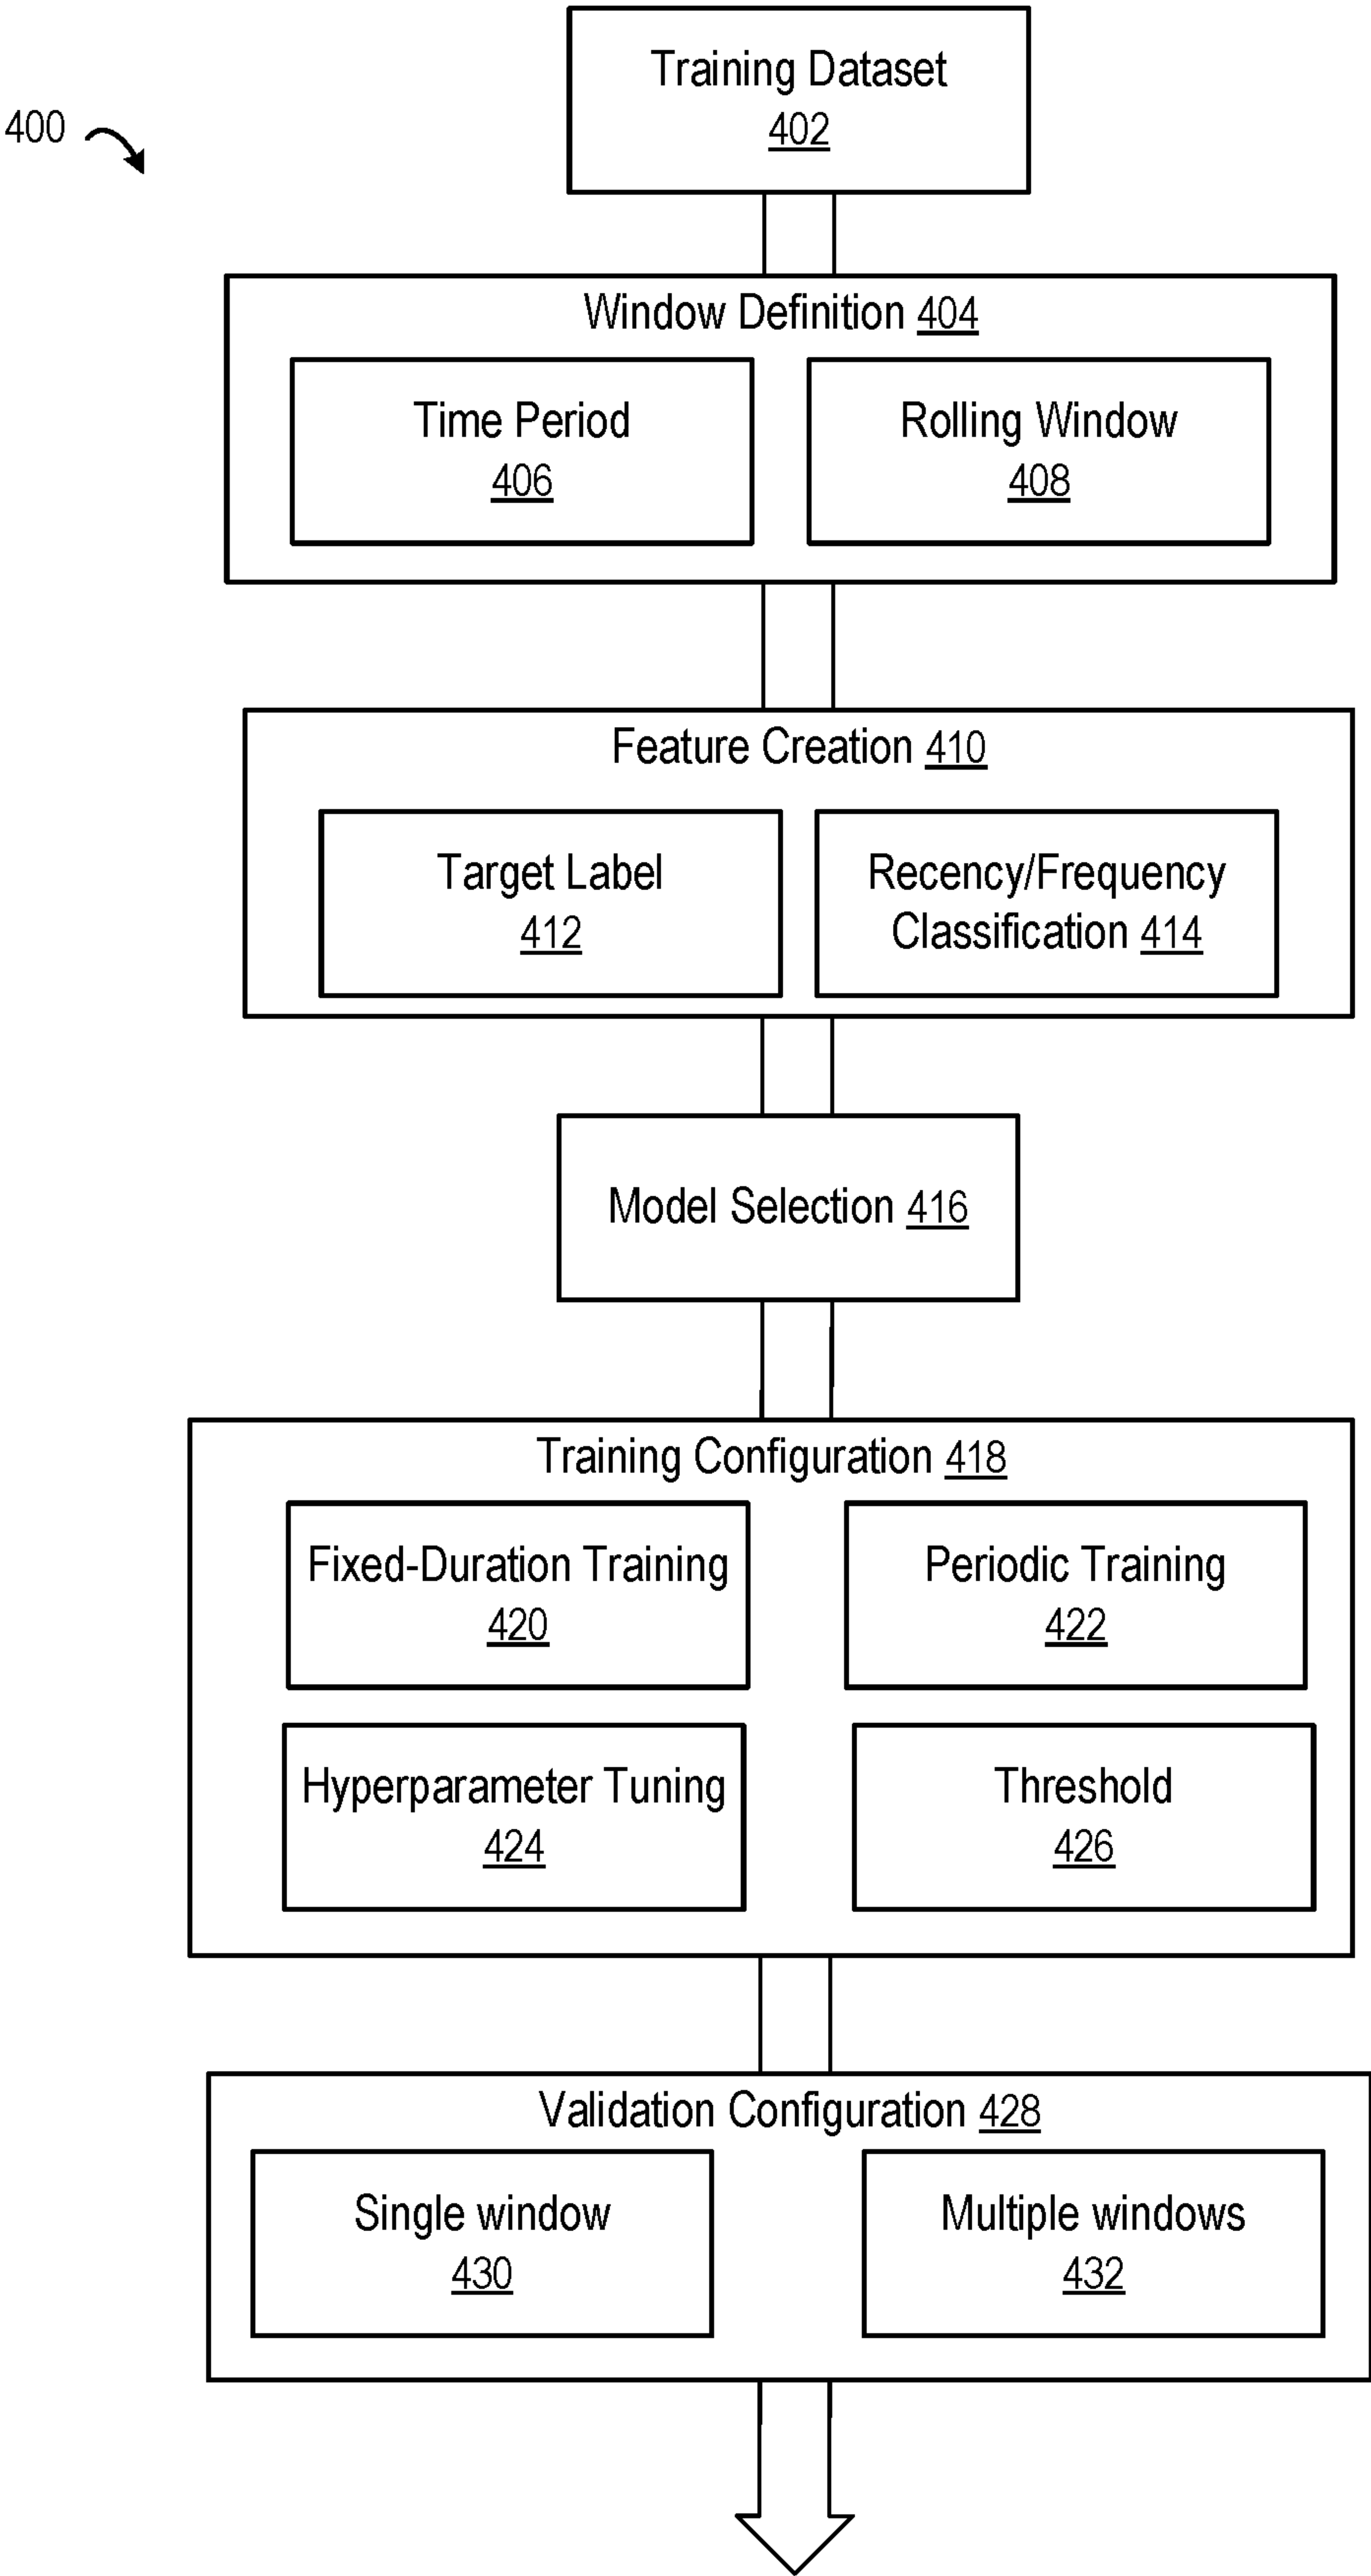 Training Dataset
402
400
Window Definition 404
Time Period
406
Rolling Window
408
Feature Creation 410
Target Label
412
Recency/Frequency
Classification 414
Model Selection 416
Training Configuration 418
Fixed-Duration Training
420
Periodic Training
422
Hyperparameter Tuning
424
Threshold
426
Validation Configuration 428
Single window
430
Multiple windows
432